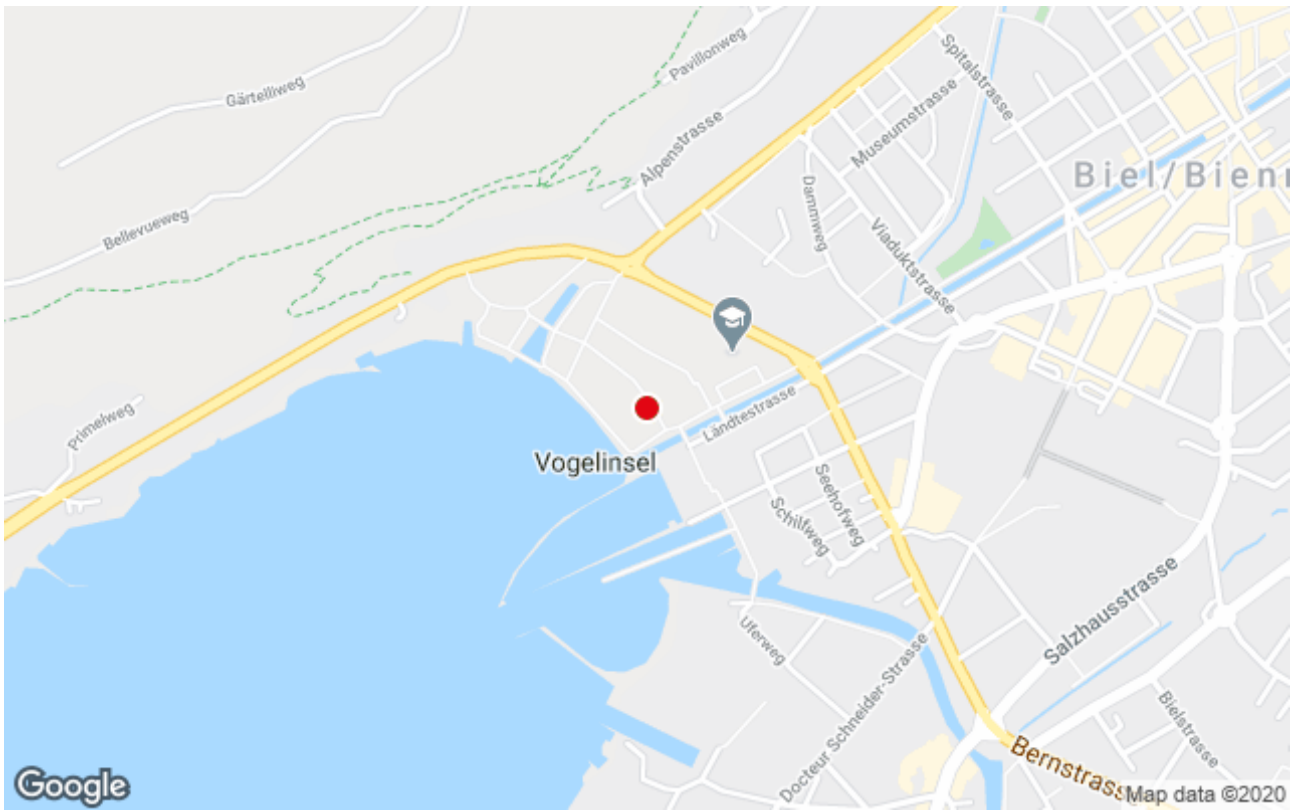 Pavillonweg
Spitalstrasse
Gärtelliweg
Museumstrasse
Alpenstrasse
Biel/Bien
Dammweg
Bellevueweg
Viaduktstrasse
Primelweg
Ländtestrasse
Vogelinsel
Seehofweg
Schilfweg
Salzhausstrasse
Uferweg
Docteur Schneider-Strasse
Bielstrasse
Bernstrass
Google
Map data ©2020